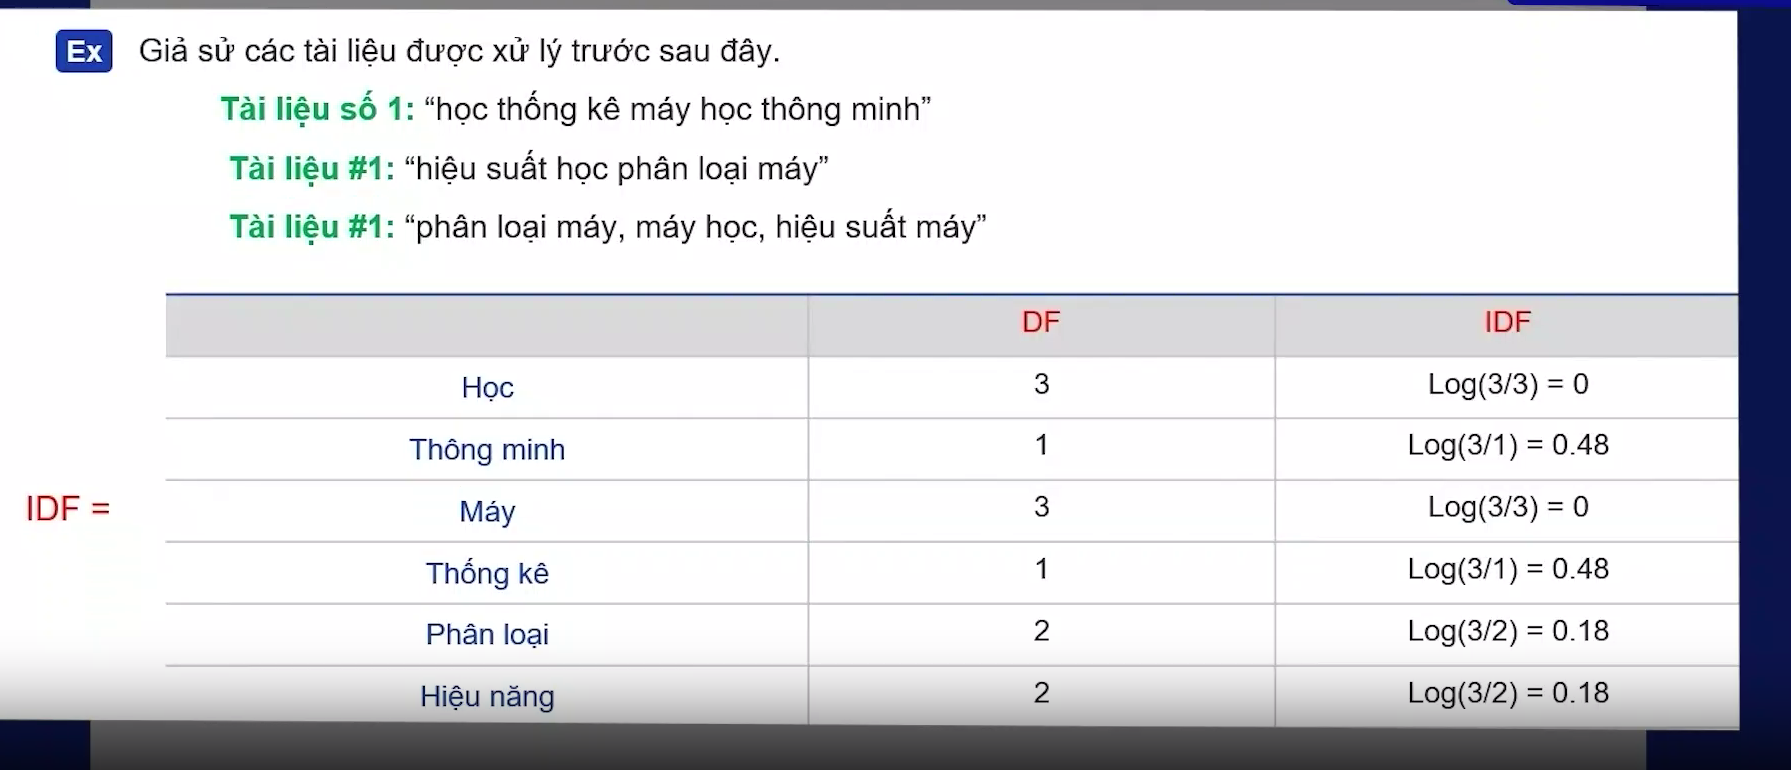 Ex Giả sử các tài liệu được xử lý trước sau đây.
Tài liệu số 1: “học thống kê máy học thông minh”
Tài liệu #1: “hiệu suất học phân loại máy”
Tài liệu #1: “phân loại máy, máy học, hiệu suất máy”
DF IDF
Học 3 Log(3/3) = 0
Thông minh 1 Log(3/1) = 0.48
IDF =
Máy 3 Log(3/3) = 0
Thống kê 1 Log(3/1) = 0.48
Phân loại 2 Log(3/2) = 0.18
Hiệu năng 2 Log(3/2) = 0.18